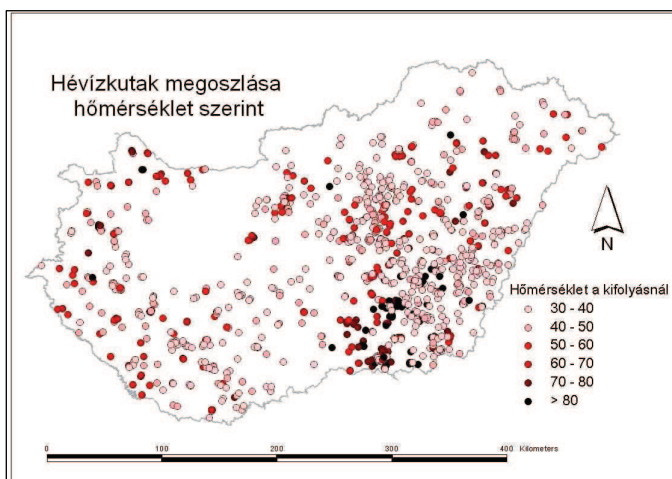 Hévízkutak megoszlása
hőmérséklet szerint
N
Hőmérséklet a kifolyásnál
30 - 40
40 - 50
50 - 60
60 - 70
70 - 80
> 80
0 100 200 300 400 Kilometers